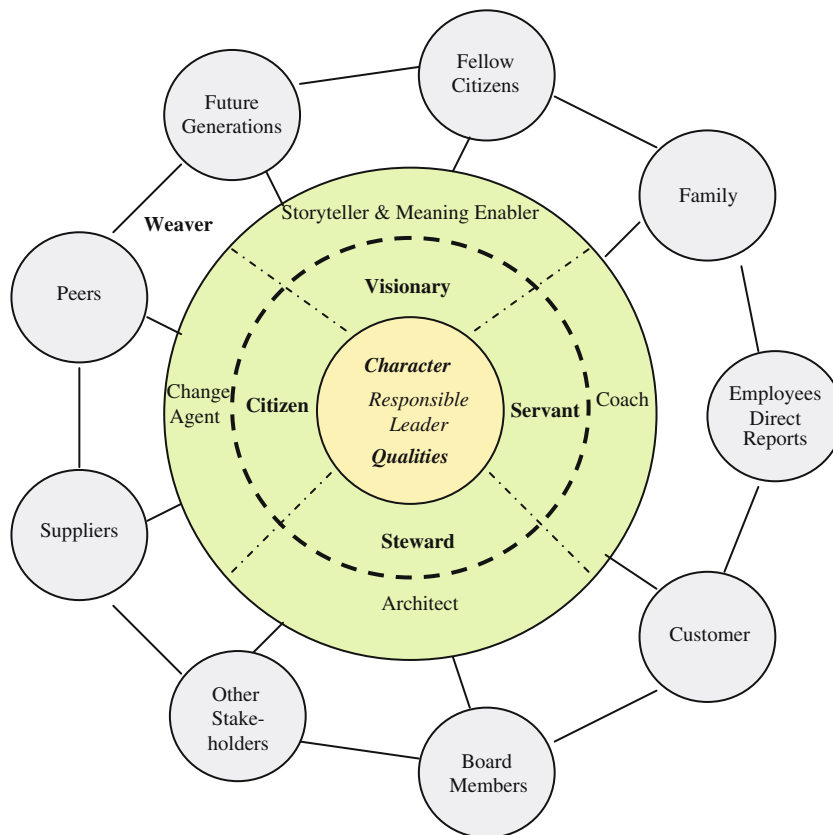 Fellow
Citizens
Future
Generations
Family
Weaver
Storyteller & Meaning Enabler
Peers
Visionary
Character
Change
Agent
Citizen
Responsible
Leader
Servant
Coach
Employees
Direct
Reports
Qualities
Suppliers
Steward
Architect
Customer
Other
Stake-
holders
Board
Members